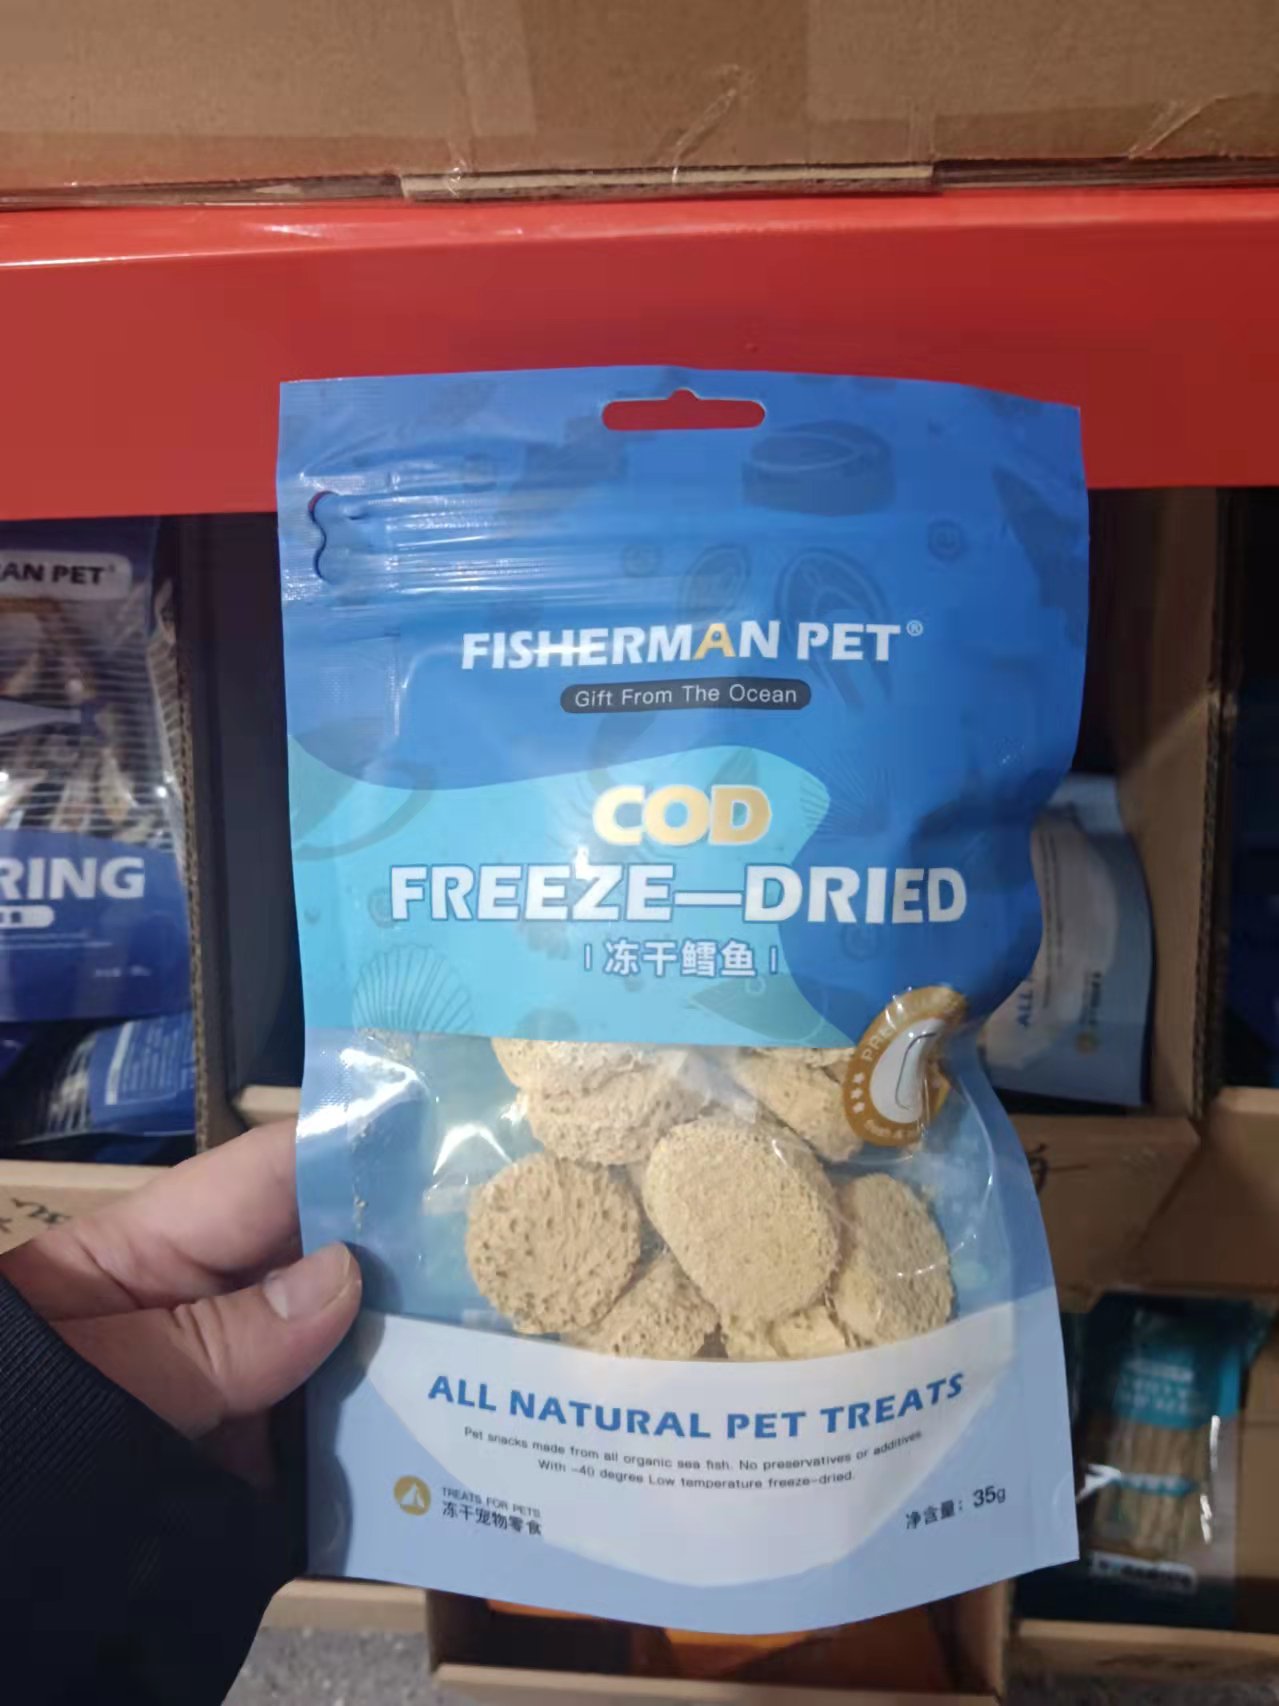 AN PET
RING
FISHERMAN PET®
Gift From The Ocean
COD
FREEZE—DRIED
冻干鳕鱼
ALL NATURAL PET TREATS
Pet snacks made from all organic sea fish. No preservatives or additives.
With -40 degree Low temperature freeze-dried.
TREATS FOR PETS
冻干宠物零食
净含量：35g
ALL